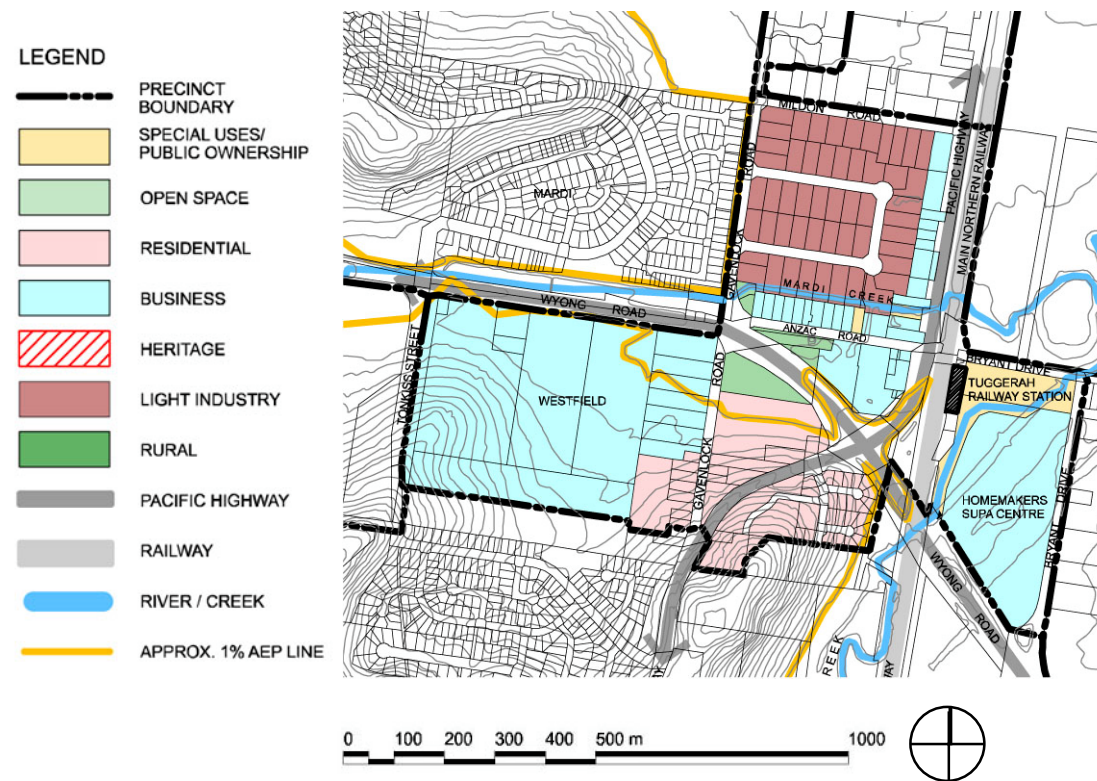 LEGEND
PRECINCT
BOUNDARY
SPECIAL USES/
PUBLIC OWNERSHIP
OPEN SPACE
RESIDENTIAL
BUSINESS
HERITAGE
LIGHT INDUSTRY
RURAL
PACIFIC HIGHWAY
RAILWAY
RIVER / CREEK
APPROX. 1% AEP LINE
MILDON ROAD
ROAD
PACIFIC HIGHWAY
MAIN NORTHERN RAILWAY
MARDI
GAVENLOCK
MARDI CREEK
WYONG ROAD
ANZAC ROAD
BRYANT DRIVE
TUGGERAH
RAILWAY STATION
TONKISS STREET
WESTFIELD
ROAD
GAVENLOCK
HOMEMAKERS
SUPA CENTRE
BRYANT DRIVE
WYONG ROAD
CREEK
WAY
WAY
0 100 200 300 400 500 m 1000